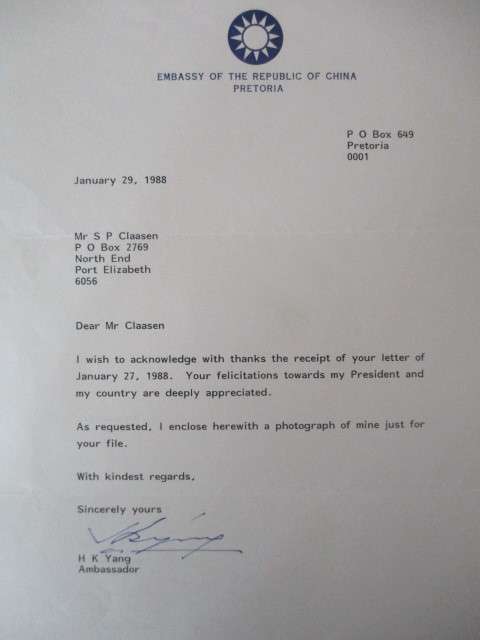 EMBASSY OF THE REPUBLIC OF CHINA
PRETORIA
P O Box 649
Pretoria
0001
January 29, 1988
Mr S P Claasen
P O Box 2769
North End
Port Elizabeth
6056
Dear Mr Claasen
I wish to acknowledge with thanks the receipt of your letter of
January 27, 1988. Your felicitations towards my President and
my country are deeply appreciated.
As requested, I enclose herewith a photograph of mine just for
your file.
With kindest regards,
Sincerely yours
H K Yang
Ambassador